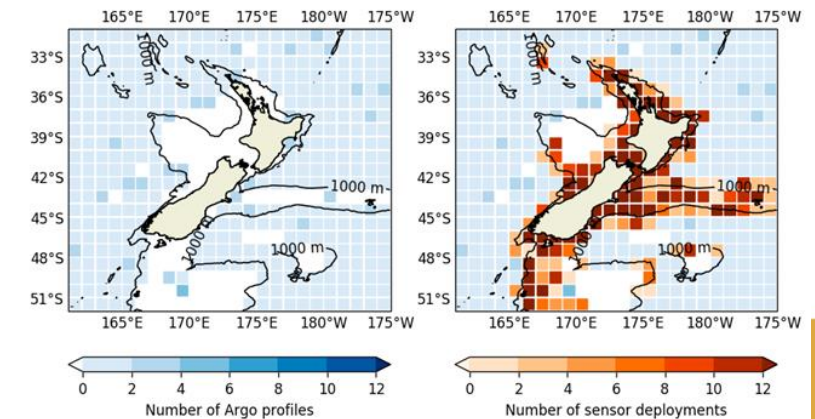 165°E 170°E 175°E 180°W 175°W
165°E 170°E 175°E 180°W 175°W
33°S
36°S
39°S
42°S
45°S
48°S
51°S
1000 m
1000 m
1000 m
1000 m
33°S
36°S
39°S
42°S
45°S
48°S
51°S
1000 m
1000 m
1000 m
1000 m
165°E 170°E 175°E 180°W 175°W
165°E 170°E 175°E 180°W 175°W
0 2 4 6 8 10 12
Number of Argo profiles
0 2 4 6 8 10 12
Number of sensor deployments